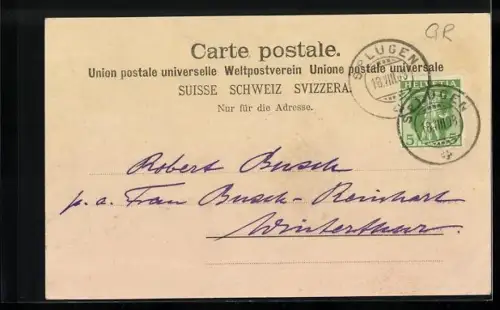 GR
Carte postale.
Union postale universelle Weltpostverein Unione postale universale
SUISSE SCHWEIZ SVIZZERA.
Nur für die Adresse.
SPLÜGEN
HELVETIA
5 5
SPLÜGEN
Robert Busch
p. a. Frau Busch-Reinhart
Winterthur.